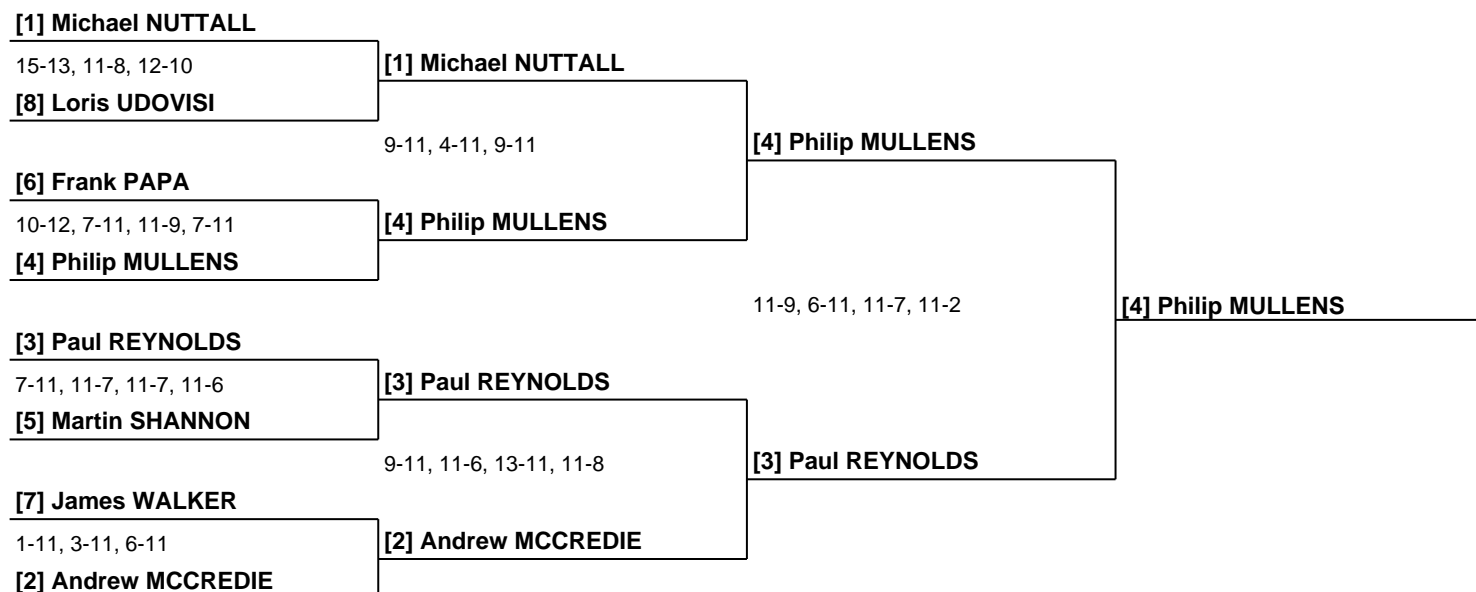 [1] Michael NUTTALL
15-13, 11-8, 12-10
[1] Michael NUTTALL
[8] Loris UDOVISI
9-11, 4-11, 9-11
[4] Philip MULLENS
[6] Frank PAPA
10-12, 7-11, 11-9, 7-11
[4] Philip MULLENS
[4] Philip MULLENS
11-9, 6-11, 11-7, 11-2
[4] Philip MULLENS
[3] Paul REYNOLDS
7-11, 11-7, 11-7, 11-6
[3] Paul REYNOLDS
[5] Martin SHANNON
9-11, 11-6, 13-11, 11-8
[3] Paul REYNOLDS
[7] James WALKER
1-11, 3-11, 6-11
[2] Andrew MCCREDIE
[2] Andrew MCCREDIE